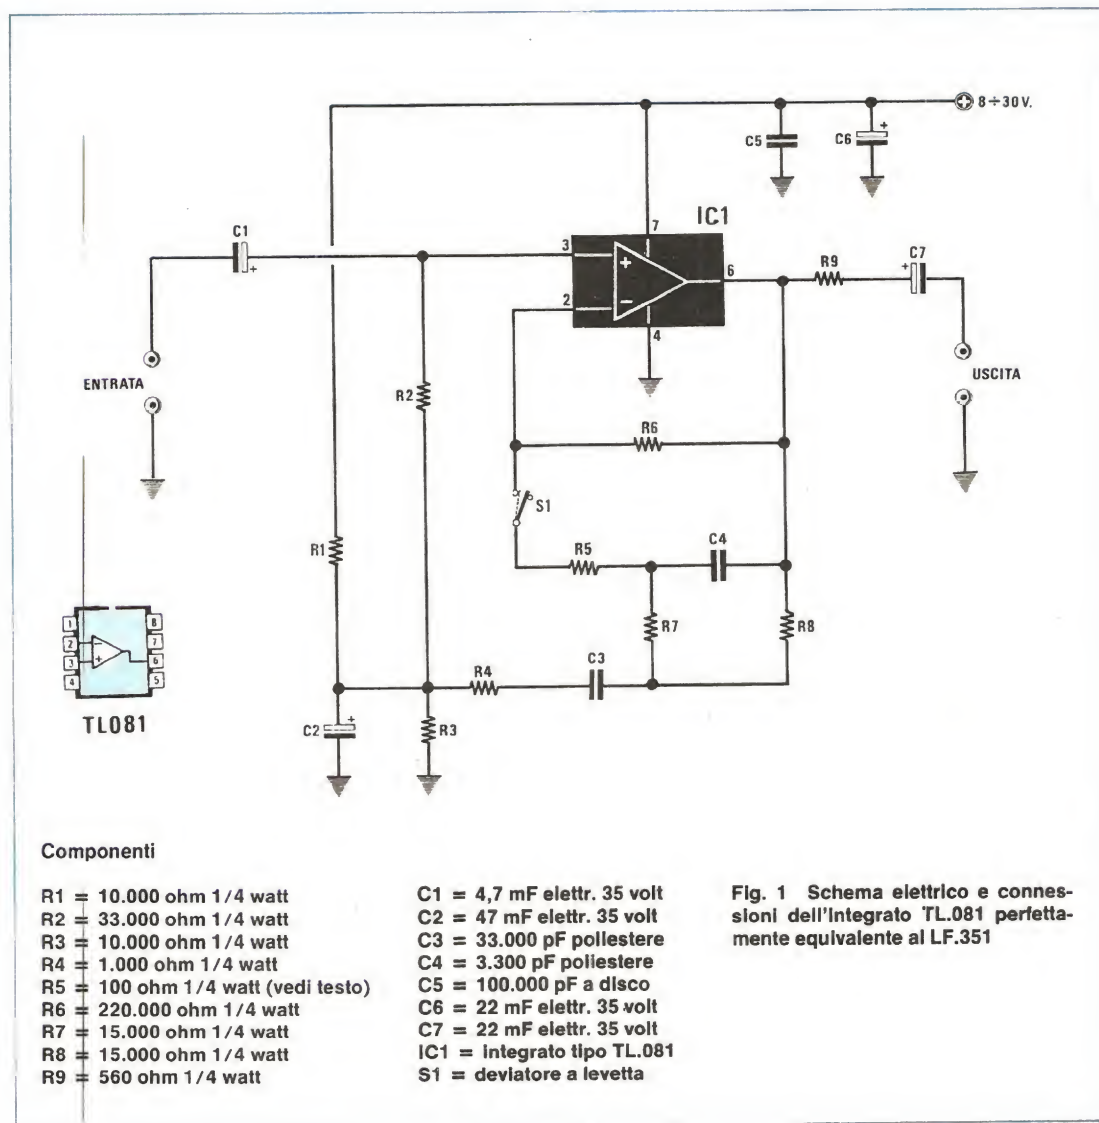 8÷30V.
C5
C6
+
IC1
C1
+
7
3
+
6
R9
+
C7
2
−
4
ENTRATA
USCITA
R2
R6
S1
R1
R5
C4
R7
R8
1
2
3
4
8
7
6
5
−
+
TL081
R4
C3
C2
+
R3
Componenti
R1 = 10.000 ohm 1/4 watt
R2 = 33.000 ohm 1/4 watt
R3 = 10.000 ohm 1/4 watt
R4 = 1.000 ohm 1/4 watt
R5 = 100 ohm 1/4 watt (vedi testo)
R6 = 220.000 ohm 1/4 watt
R7 = 15.000 ohm 1/4 watt
R8 = 15.000 ohm 1/4 watt
R9 = 560 ohm 1/4 watt
C1 = 4,7 mF elettr. 35 volt
C2 = 47 mF elettr. 35 volt
C3 = 33.000 pF poliestere
C4 = 3.300 pF poliestere
C5 = 100.000 pF a disco
C6 = 22 mF elettr. 35 volt
C7 = 22 mF elettr. 35 volt
IC1 = integrato tipo TL.081
S1 = deviatore a levetta
Fig. 1 Schema elettrico e connes-
sioni dell'integrato TL.081 perfetta-
mente equivalente al LF.351